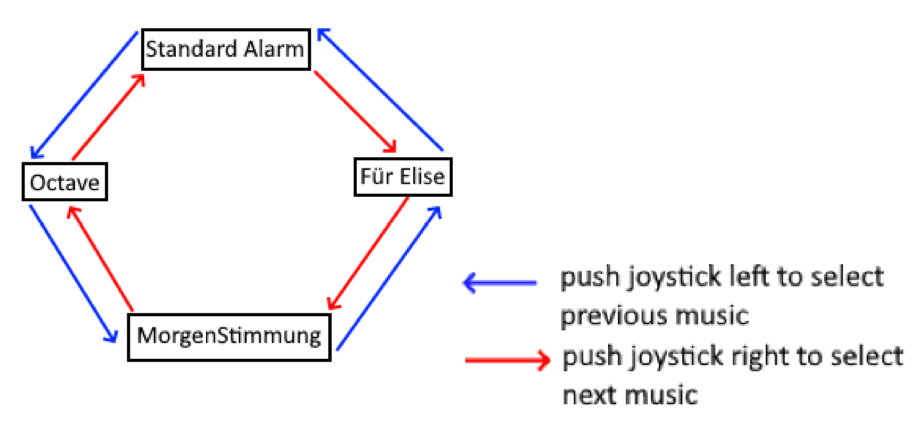 Standard Alarm
Octave
Für Elise
MorgenStimmung
push joystick left to select
previous music
push joystick right to select
next music